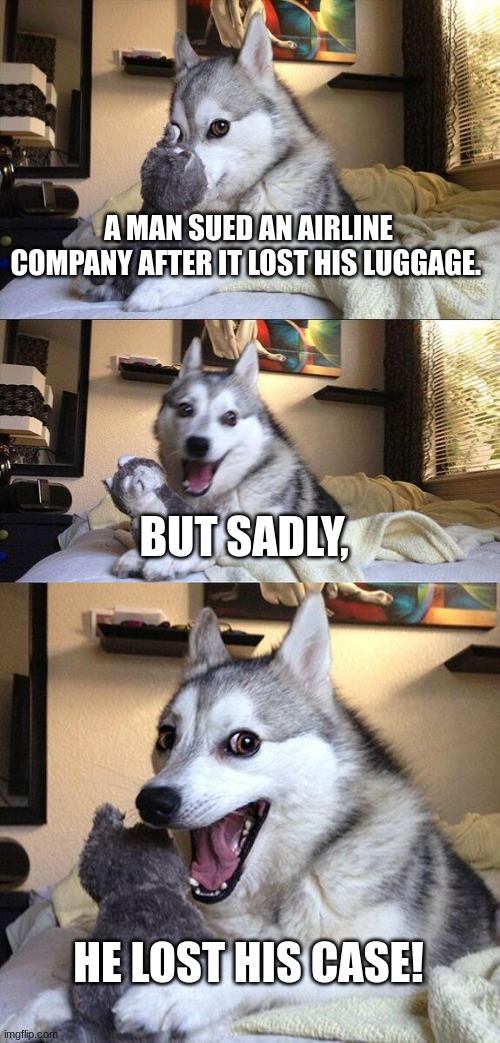 A MAN SUED AN AIRLINE
COMPANY AFTER IT LOST HIS LUGGAGE.
BUT SADLY,
HE LOST HIS CASE!
imgflip.com